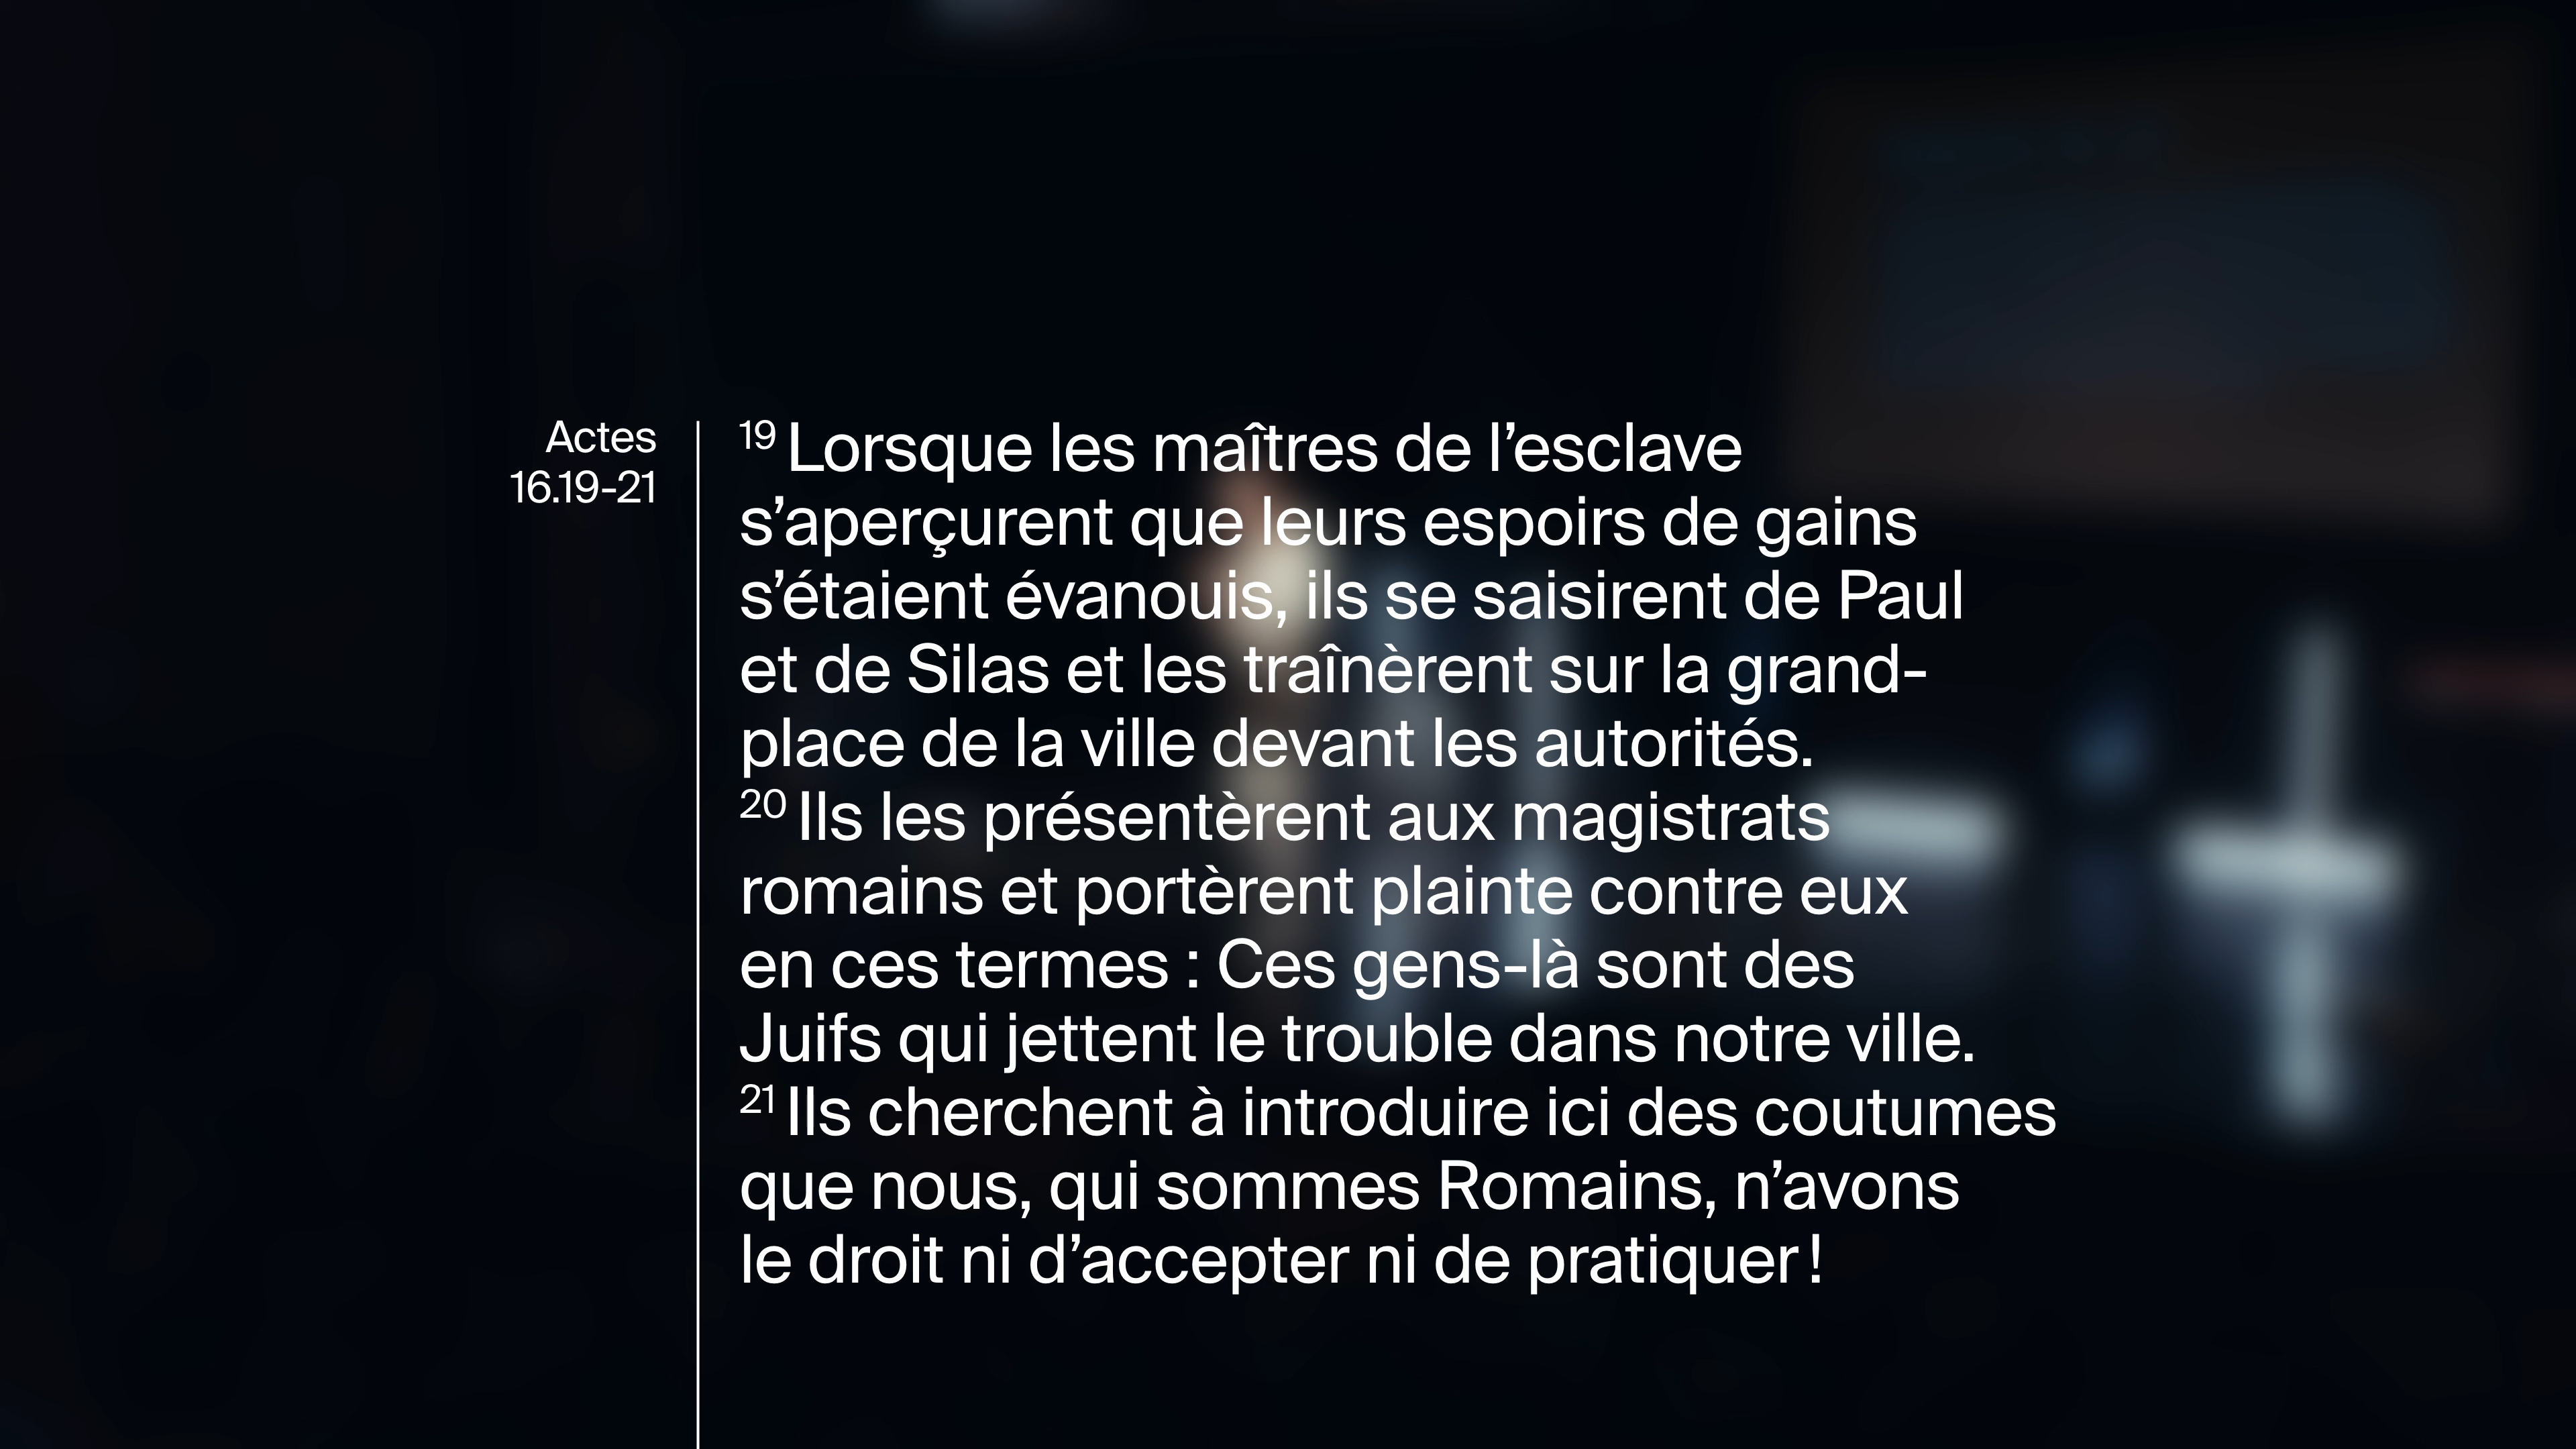 Actes
16.19-21
19 Lorsque les maîtres de l’esclave
s’aperçurent que leurs espoirs de gains
s’étaient évanouis, ils se saisirent de Paul
et de Silas et les traînèrent sur la grand-
place de la ville devant les autorités.
20 Ils les présentèrent aux magistrats
romains et portèrent plainte contre eux
en ces termes : Ces gens-là sont des
Juifs qui jettent le trouble dans notre ville.
21 Ils cherchent à introduire ici des coutumes
que nous, qui sommes Romains, n’avons
le droit ni d’accepter ni de pratiquer !